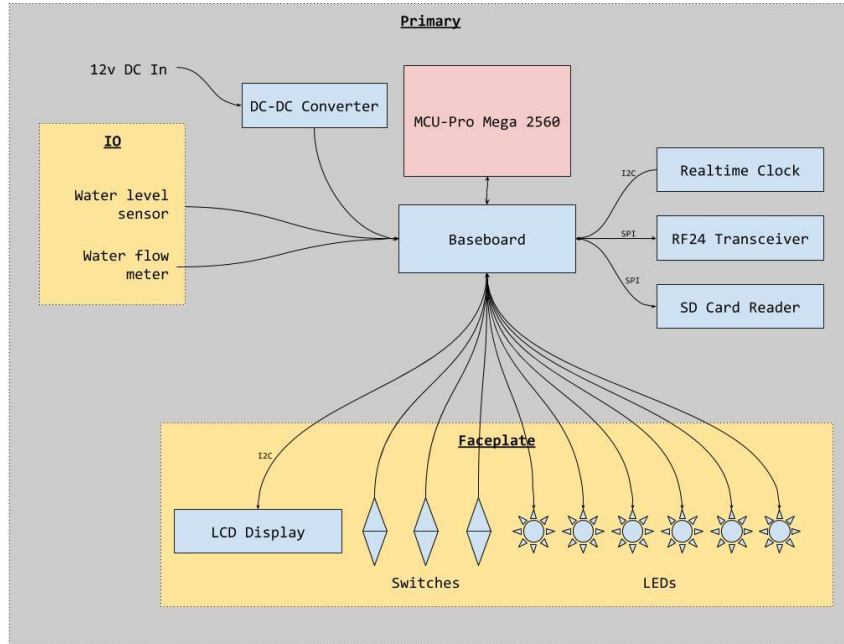 Primary
12v DC In
DC-DC Converter
MCU-Pro Mega 2560
IO
Water level
sensor
Water flow
meter
Baseboard
I2C
Realtime Clock
SPI
RF24 Transceiver
SPI
SD Card Reader
Faceplate
I2C
LCD Display
Switches
LEDs